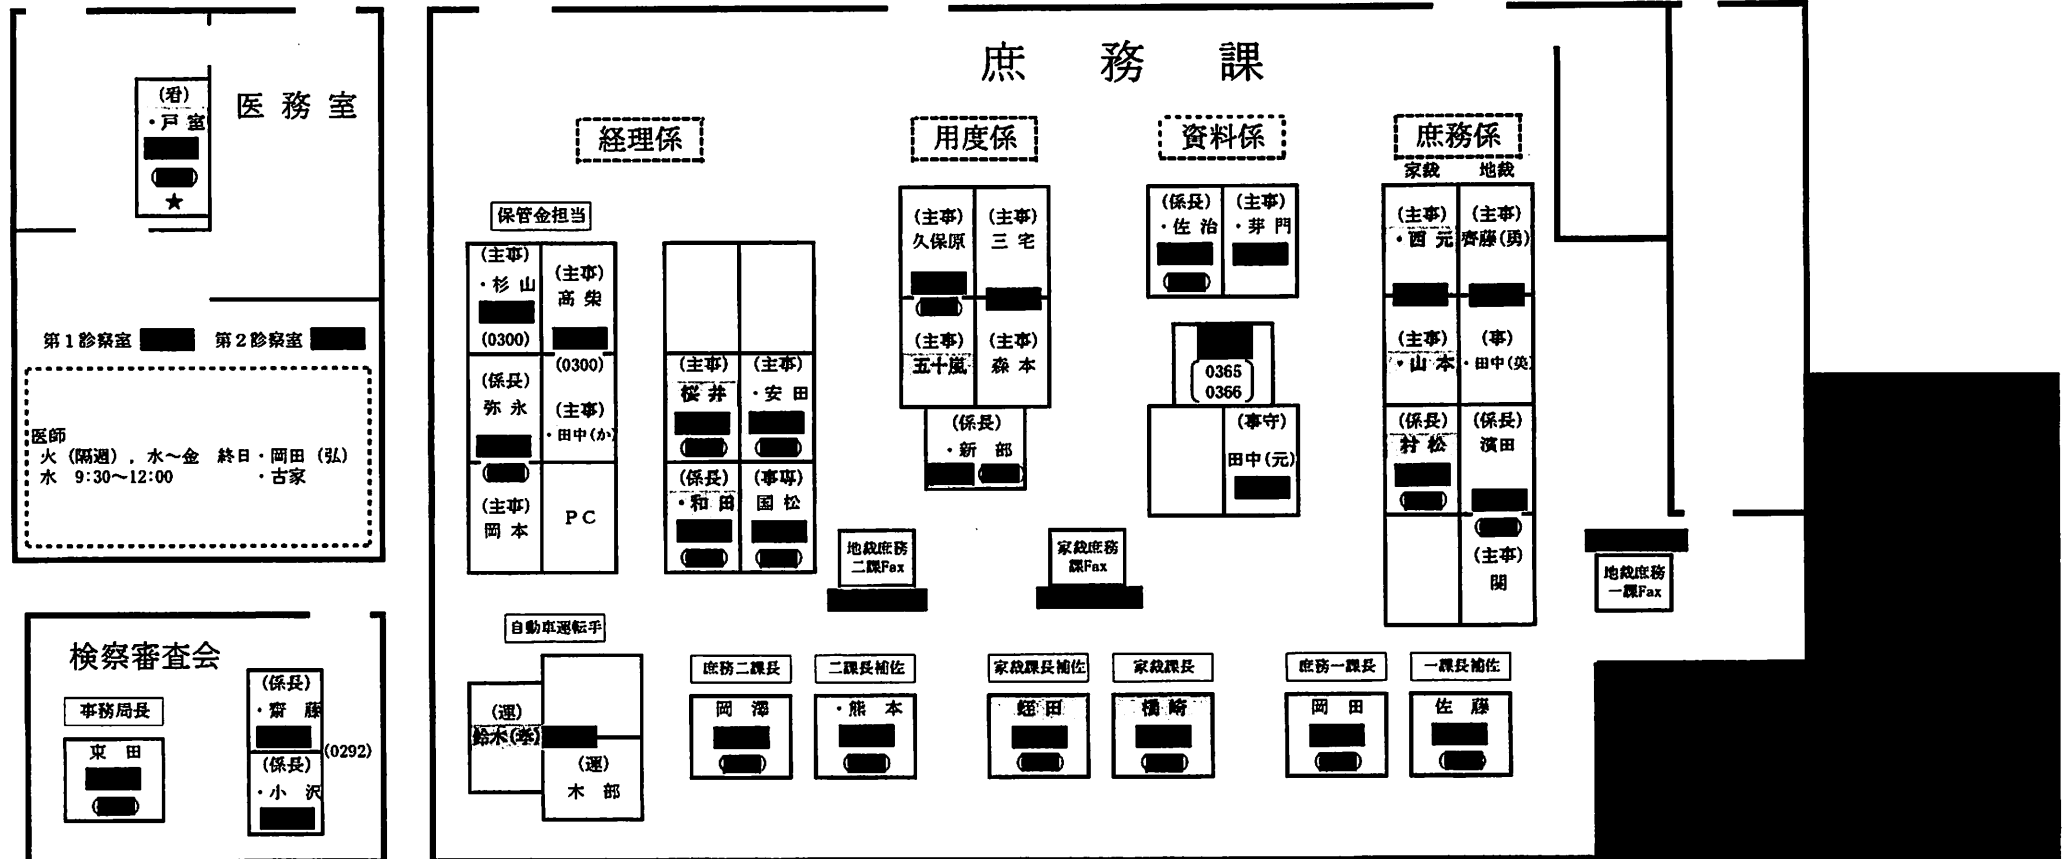 医務室
(看)
・戸室
★
第1診察室
第2診察室
医師
火(隔週),水~金 終日・岡田(弘)
水 9:30~12:00 ・古家
検察審査会
事務局長
東田
(係長)
・齋藤
(0292)
(係長)
・小沢
庶務課
経理係
保管金担当
(主事)
・杉山
(0300)
(主事)
高柴
(0300)
(係長)
弥永
(主事)
・田中(か)
(主事)
岡本
PC
(主事)
桜井
(主事)
・安田
(係長)
・和田
(事専)
国松
自動車運転手
(運)
鈴木(孝)
(運)
木部
用度係
(主事)
久保原
(主事)
三宅
(主事)
五十嵐
(主事)
森本
(係長)
・新部
資料係
(係長)
・佐治
(主事)
・茅門
0365
0366
(事守)
田中(元)
庶務係
家裁
地裁
(主事)
・西元
(主事)
齊藤(勇)
(主事)
・山本
(事)
・田中(英)
(係長)
村松
(係長)
濱田
(主事)
関
地裁庶務
二課Fax
家裁庶務
課Fax
地裁庶務
一課Fax
庶務二課長
岡澤
二課長補佐
・熊本
家裁課長補佐
蛭田
家裁課長
楢崎
庶務一課長
岡田
一課長補佐
佐藤